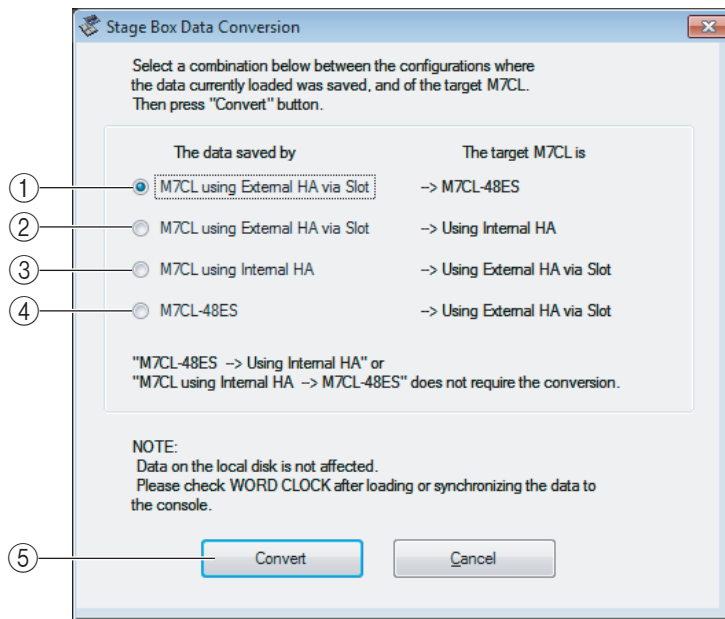 Stage Box Data Conversion
Select a combination below between the configurations where
the data currently loaded was saved, and of the target M7CL.
Then press "Convert" button.
The data saved by The target M7CL is
① M7CL using External HA via Slot --> M7CL-48ES
② M7CL using External HA via Slot --> Using Internal HA
③ M7CL using Internal HA --> Using External HA via Slot
④ M7CL-48ES --> Using External HA via Slot
"M7CL-48ES --> Using Internal HA" or
"M7CL using Internal HA --> M7CL-48ES" does not require the conversion.
NOTE:
Data on the local disk is not affected.
Please check WORD CLOCK after loading or synchronizing the data to
the console.
⑤ Convert Cancel